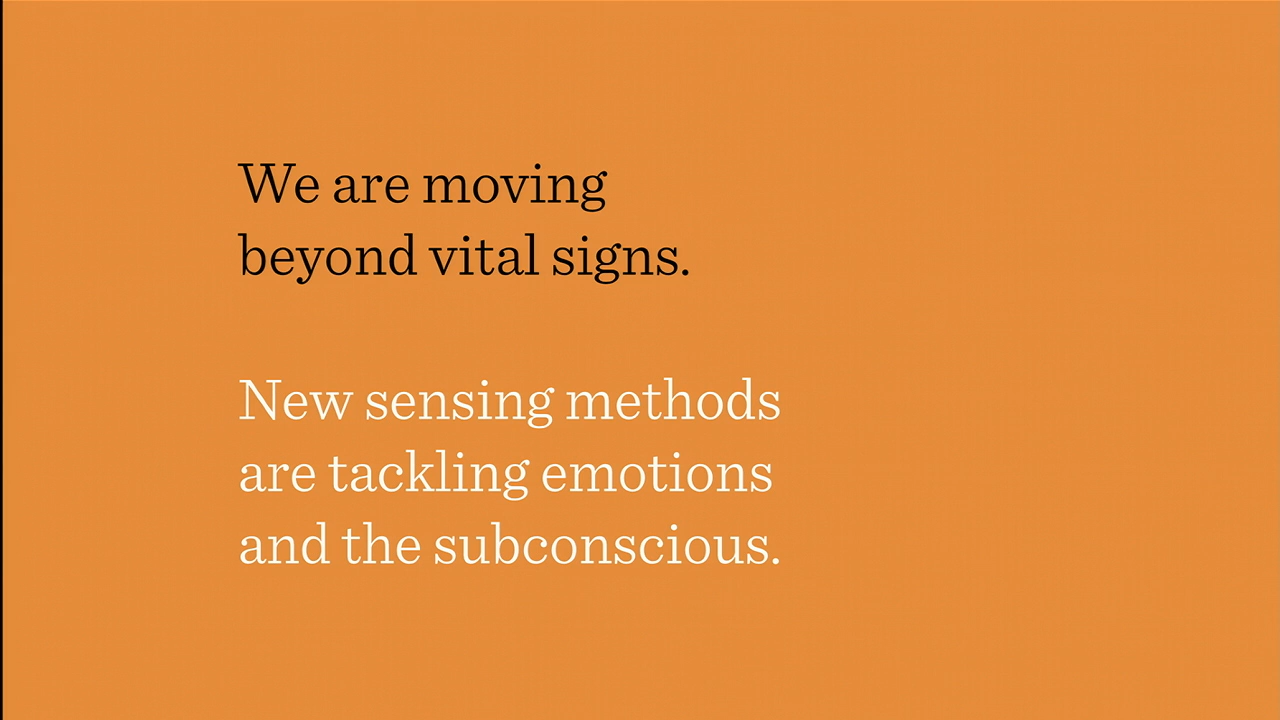 We are moving
beyond vital signs.
New sensing methods
are tackling emotions
and the subconscious.